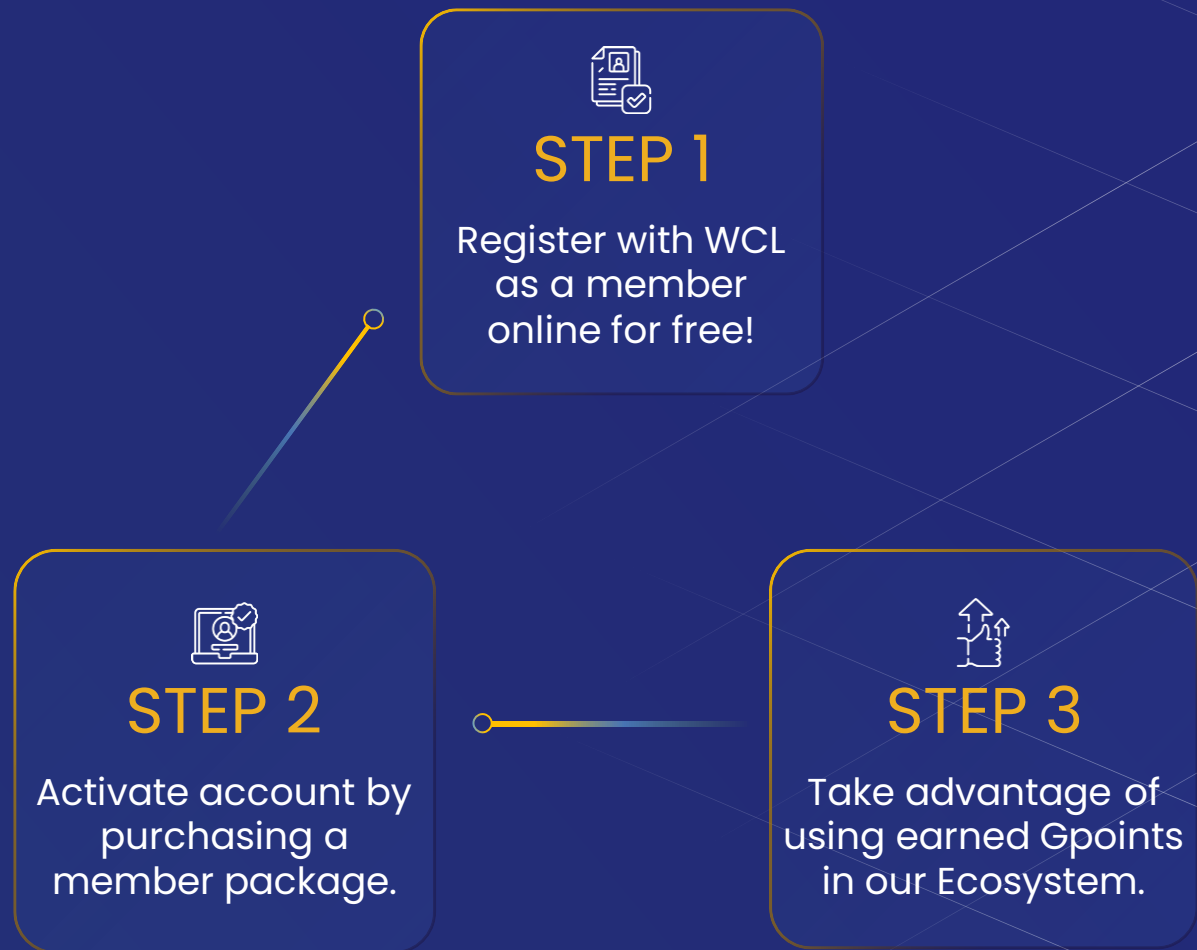 STEP 1
Register with WCL
as a member
online for free!
STEP 2
Activate account by
purchasing a
member package.
STEP 3
Take advantage of
using earned Gpoints
in our Ecosystem.